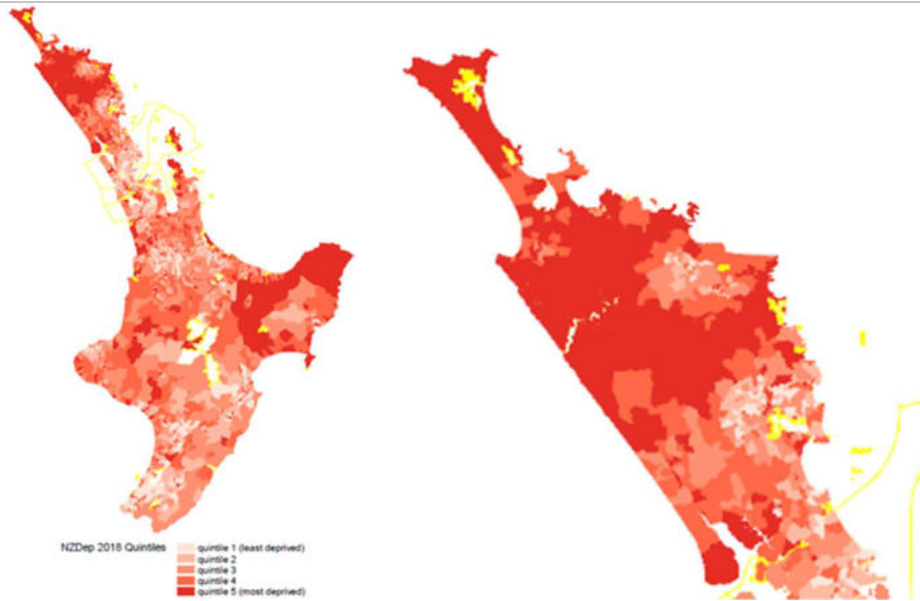 NZDep 2018 Quintiles
quintile 1 (least deprived)
quintile 2
quintile 3
quintile 4
quintile 5 (most deprived)